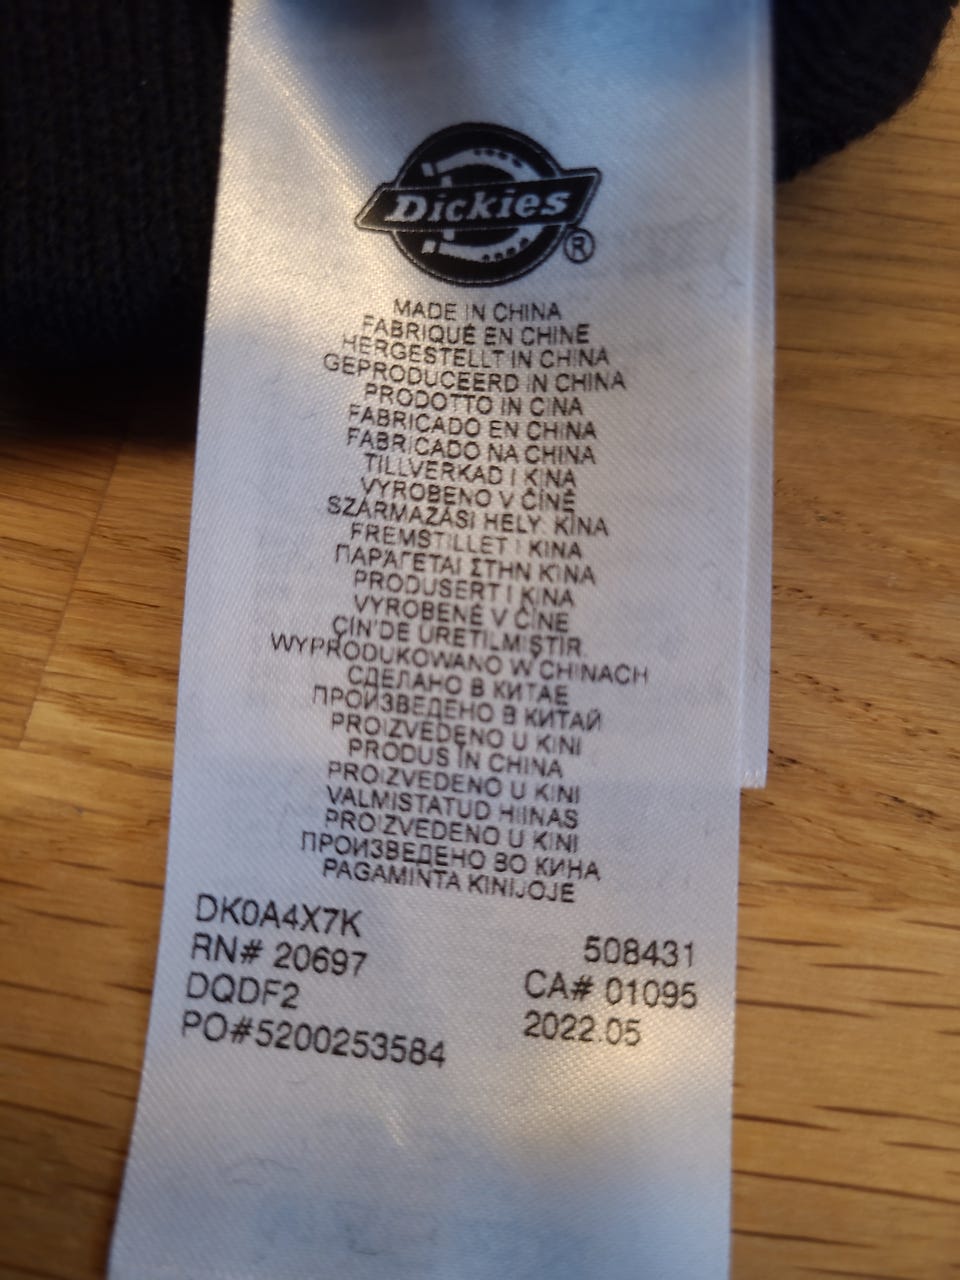 Dickies
®
MADE IN CHINA
FABRIQUÉ EN CHINE
HERGESTELLT IN CHINA
GEPRODUCEERD IN CHINA
PRODOTTO IN CINA
FABRICADO EN CHINA
FABRICADO NA CHINA
TILLVERKAD I KINA
VYROBENO V ČÍNĚ
SZÁRMAZÁSI HELY: KÍNA
FREMSTILLET I KINA
ΠΑΡΑΓΕΤΑΙ ΣΤΗΝ ΚΙΝΑ
PRODUSERT I KINA
VYROBENÉ V ČÍNE
ÇİN'DE ÜRETİLMİŞTİR.
WYPRODUKOWANO W CHINACH
СДЕЛАНО В КИТАЕ
ПРОИЗВЕДЕНО В КИТАЙ
PROIZVEDENO U KINI
PRODUS ÎN CHINA
PROIZVEDENO U KINI
VALMISTATUD HIINAS
PROIZVEDENO U KINI
ПРОИЗВЕДЕНО ВО КИНА
PAGAMINTA KINIJOJE
DK0A4X7K
508431
RN# 20697
CA# 01095
DQDF2
2022.05
PO#5200253584